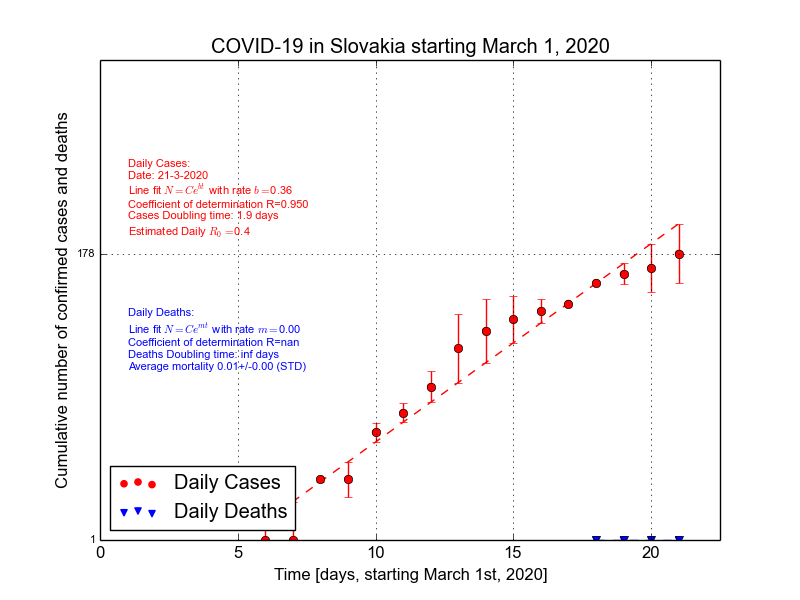 COVID-19 in Slovakia starting March 1, 2020
Cumulative number of confirmed cases and deaths
178
1
Daily Cases:
Date: 21-3-2020
Line fit N = Ce^{bt} with rate b =0.36
Coefficient of determination R=0.950
Cases Doubling time: 1.9 days
Estimated Daily R_0 =0.4
Daily Deaths:
Line fit N = Ce^{mt} with rate m =0.00
Coefficient of determination R=nan
Deaths Doubling time: inf days
Average mortality 0.01+/-0.00 (STD)
Daily Cases
Daily Deaths
0 5 10 15 20
Time [days, starting March 1st, 2020]